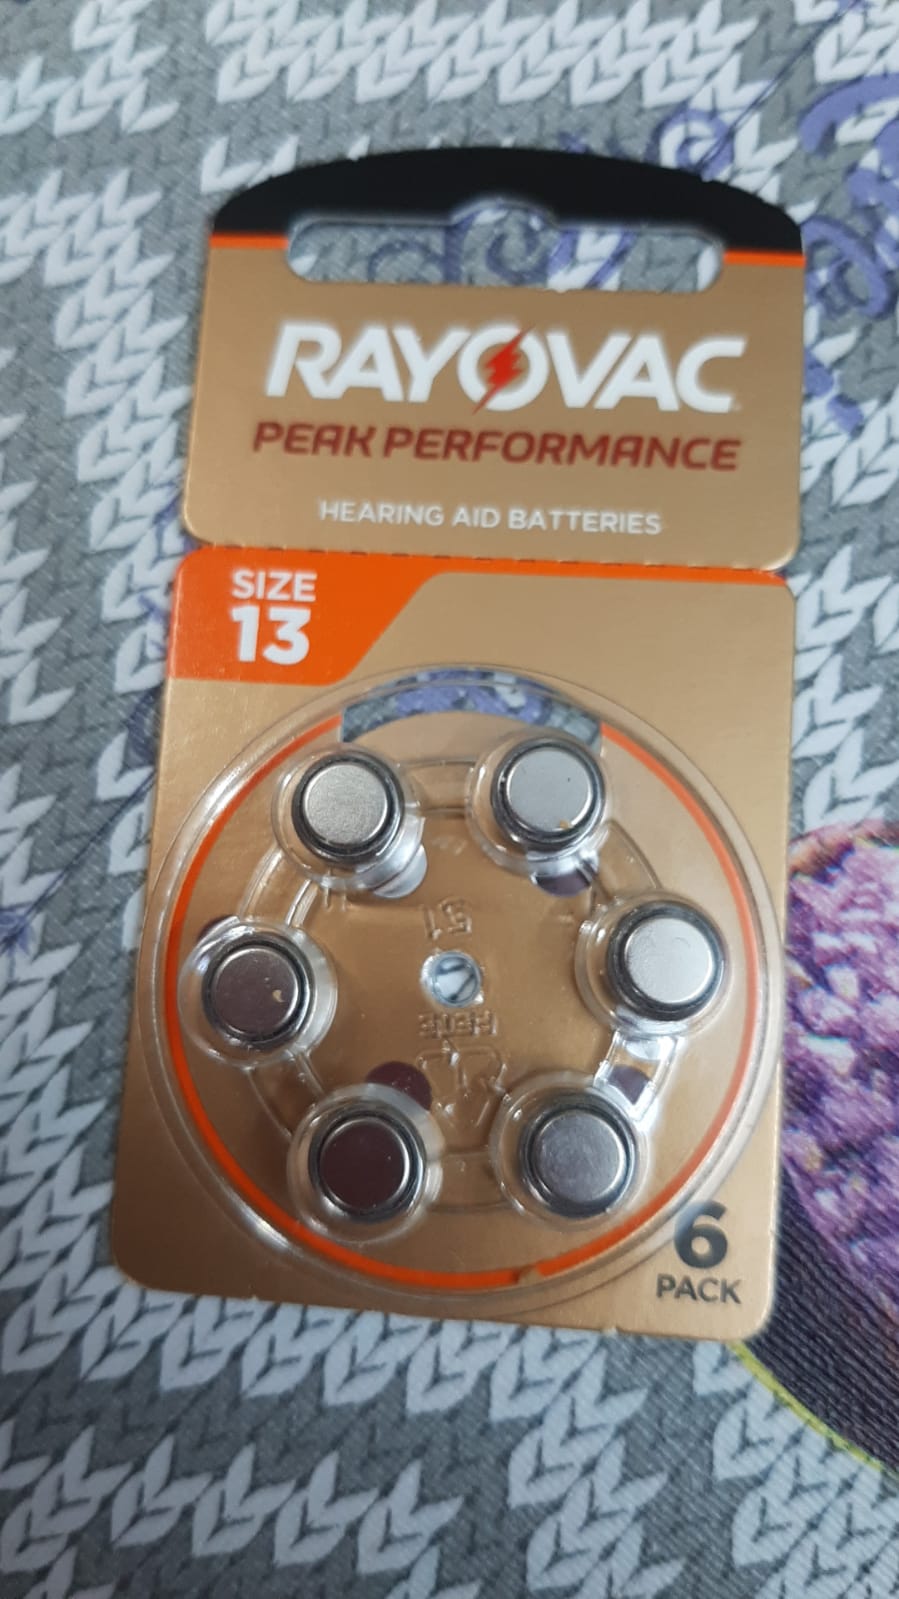 RAYOVAC
PEAK PERFORMANCE
HEARING AID BATTERIES
SIZE
13
6
PACK